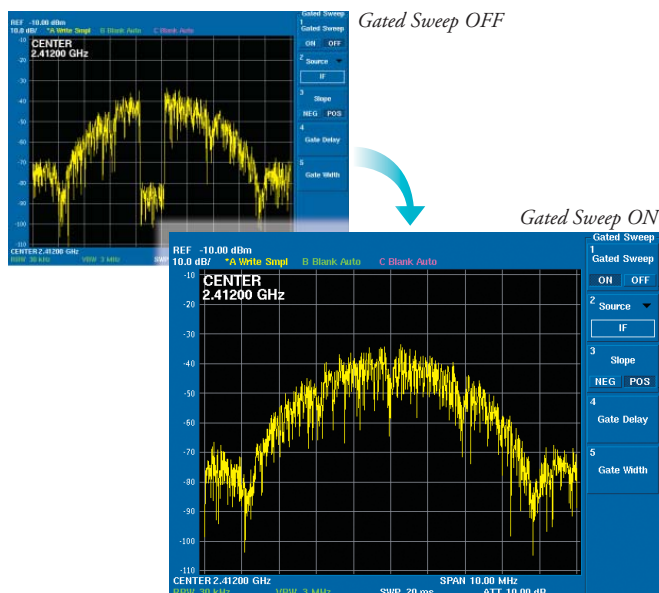 Gated Sweep OFF
REF -10.00 dBm
10.0 dB/ *A Write Smpl B Blank Auto C Blank Auto
CENTER
2.41200 GHz
-10
-20
-30
-40
-50
-60
-70
-80
-90
-100
-110
CENTER 2.41200 GHz
RBW 30 kHz VBW 3 MHz
Gated Sweep
1
Gated Sweep
ON OFF
2 Source
IF
3
Slope
NEG POS
4
Gate Delay
5
Gate Width
Gated Sweep ON
REF -10.00 dBm
10.0 dB/ *A Write Smpl B Blank Auto C Blank Auto
CENTER
2.41200 GHz
-10
-20
-30
-40
-50
-60
-70
-80
-90
-100
-110
CENTER 2.41200 GHz SPAN 10.00 MHz
RBW 30 kHz VBW 3 MHz SWP 20 ms ATT 10.00 dB
Gated Sweep
1
Gated Sweep
ON OFF
2 Source
IF
3
Slope
NEG POS
4
Gate Delay
5
Gate Width